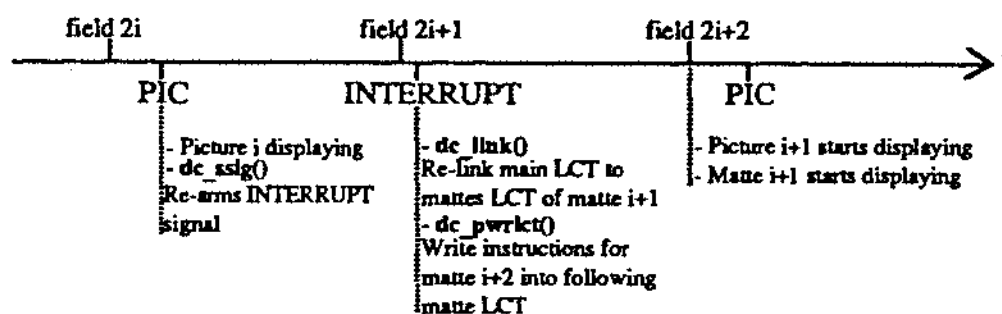 field 2i field 2i+1 field 2i+2
PIC INTERRUPT PIC
- Picture i displaying
- dc_sslg()
Re-arms INTERRUPT
signal
- dc_llnk()
Re-link main LCT to
mattes LCT of matte i+1
- dc_pwrlct()
Write instructions for
matte i+2 into following
matte LCT
- Picture i+1 starts displaying
- Matte i+1 starts displaying